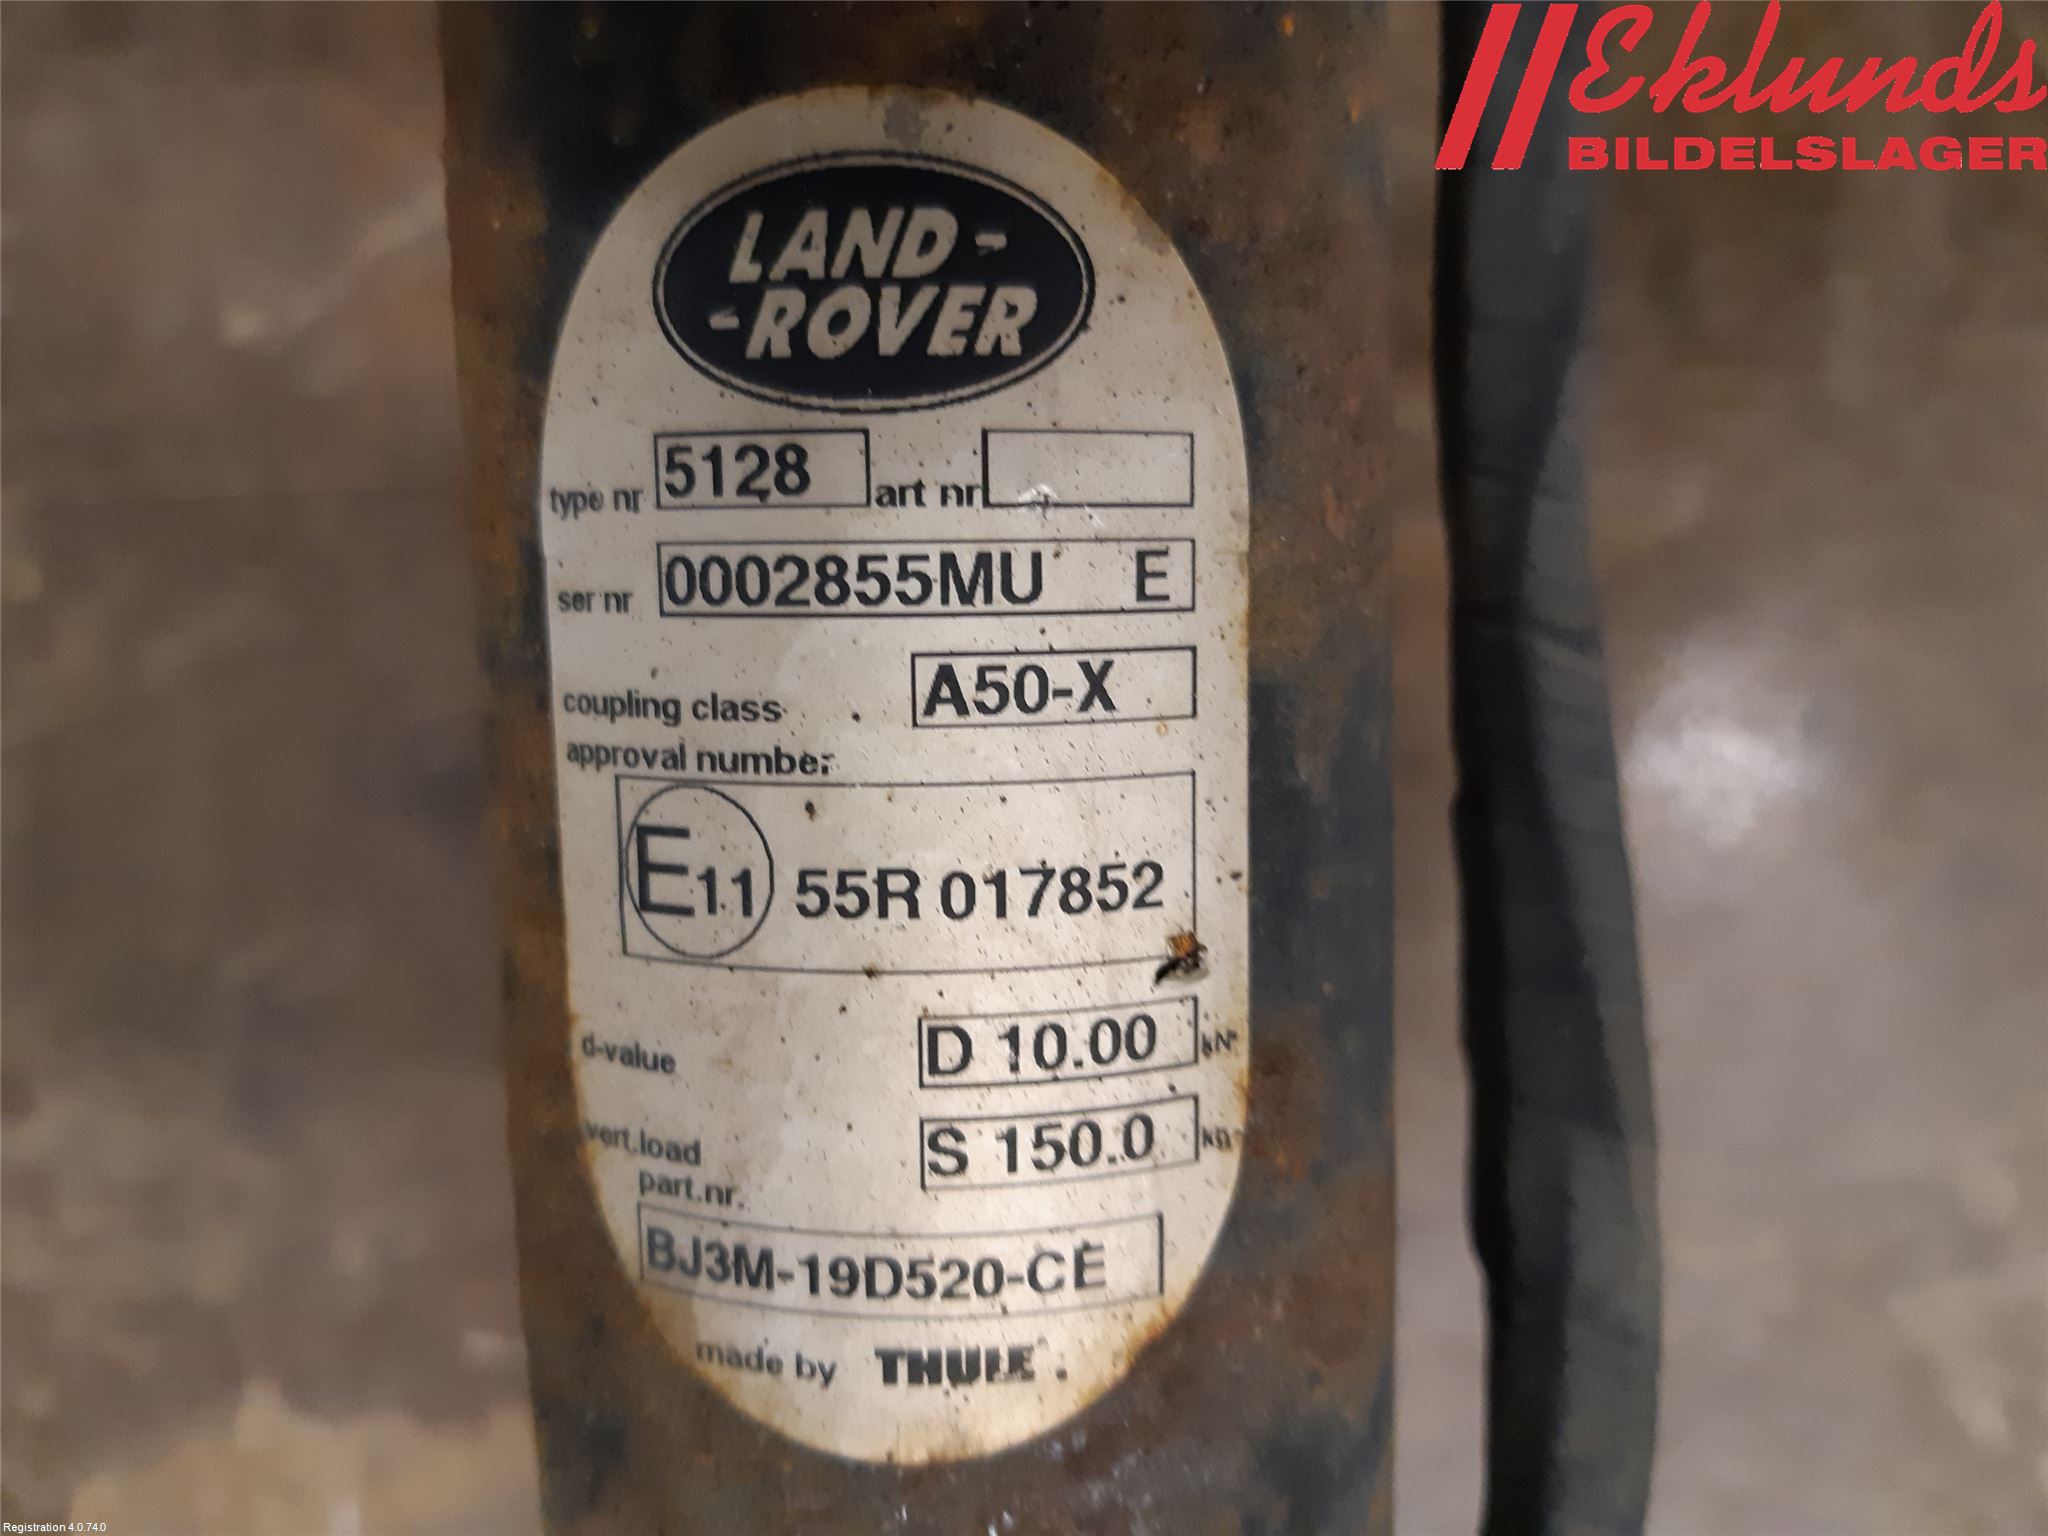 Eklunds
BILDELSLAGER
LAND-
-ROVER
type nr 5128 art nr
ser nr 0002855MU E
coupling class A50-X
approval number
E11 55R 017852
d-value D 10.00 kN
vert.load S 150.0 kg
part.nr.
BJ3M-19D520-CE
made by THULE
Registration 4.0.74.0